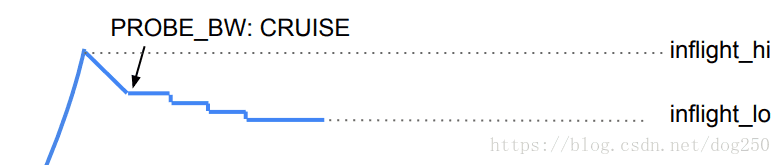 PROBE_BW: CRUISE
inflight_hi
inflight_lo
https://blog.csdn.net/dog250